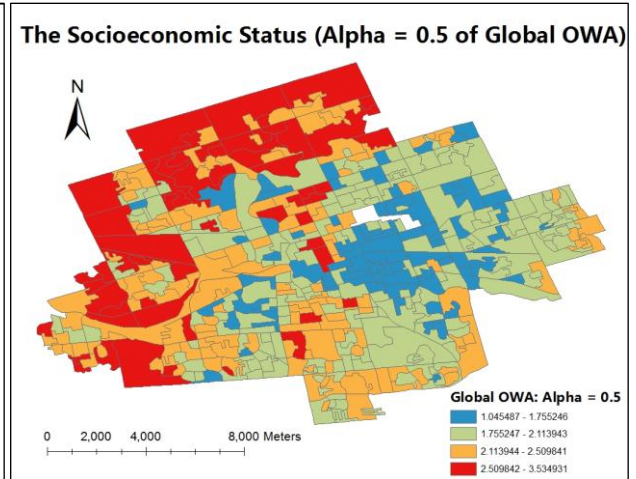 The Socioeconomic Status (Alpha = 0.5 of Global OWA)
N
Global OWA: Alpha = 0.5
1.045487 - 1.755246
1.755247 - 2.113943
2.113944 - 2.509841
2.509842 - 3.534931
0 2,000 4,000 8,000 Meters